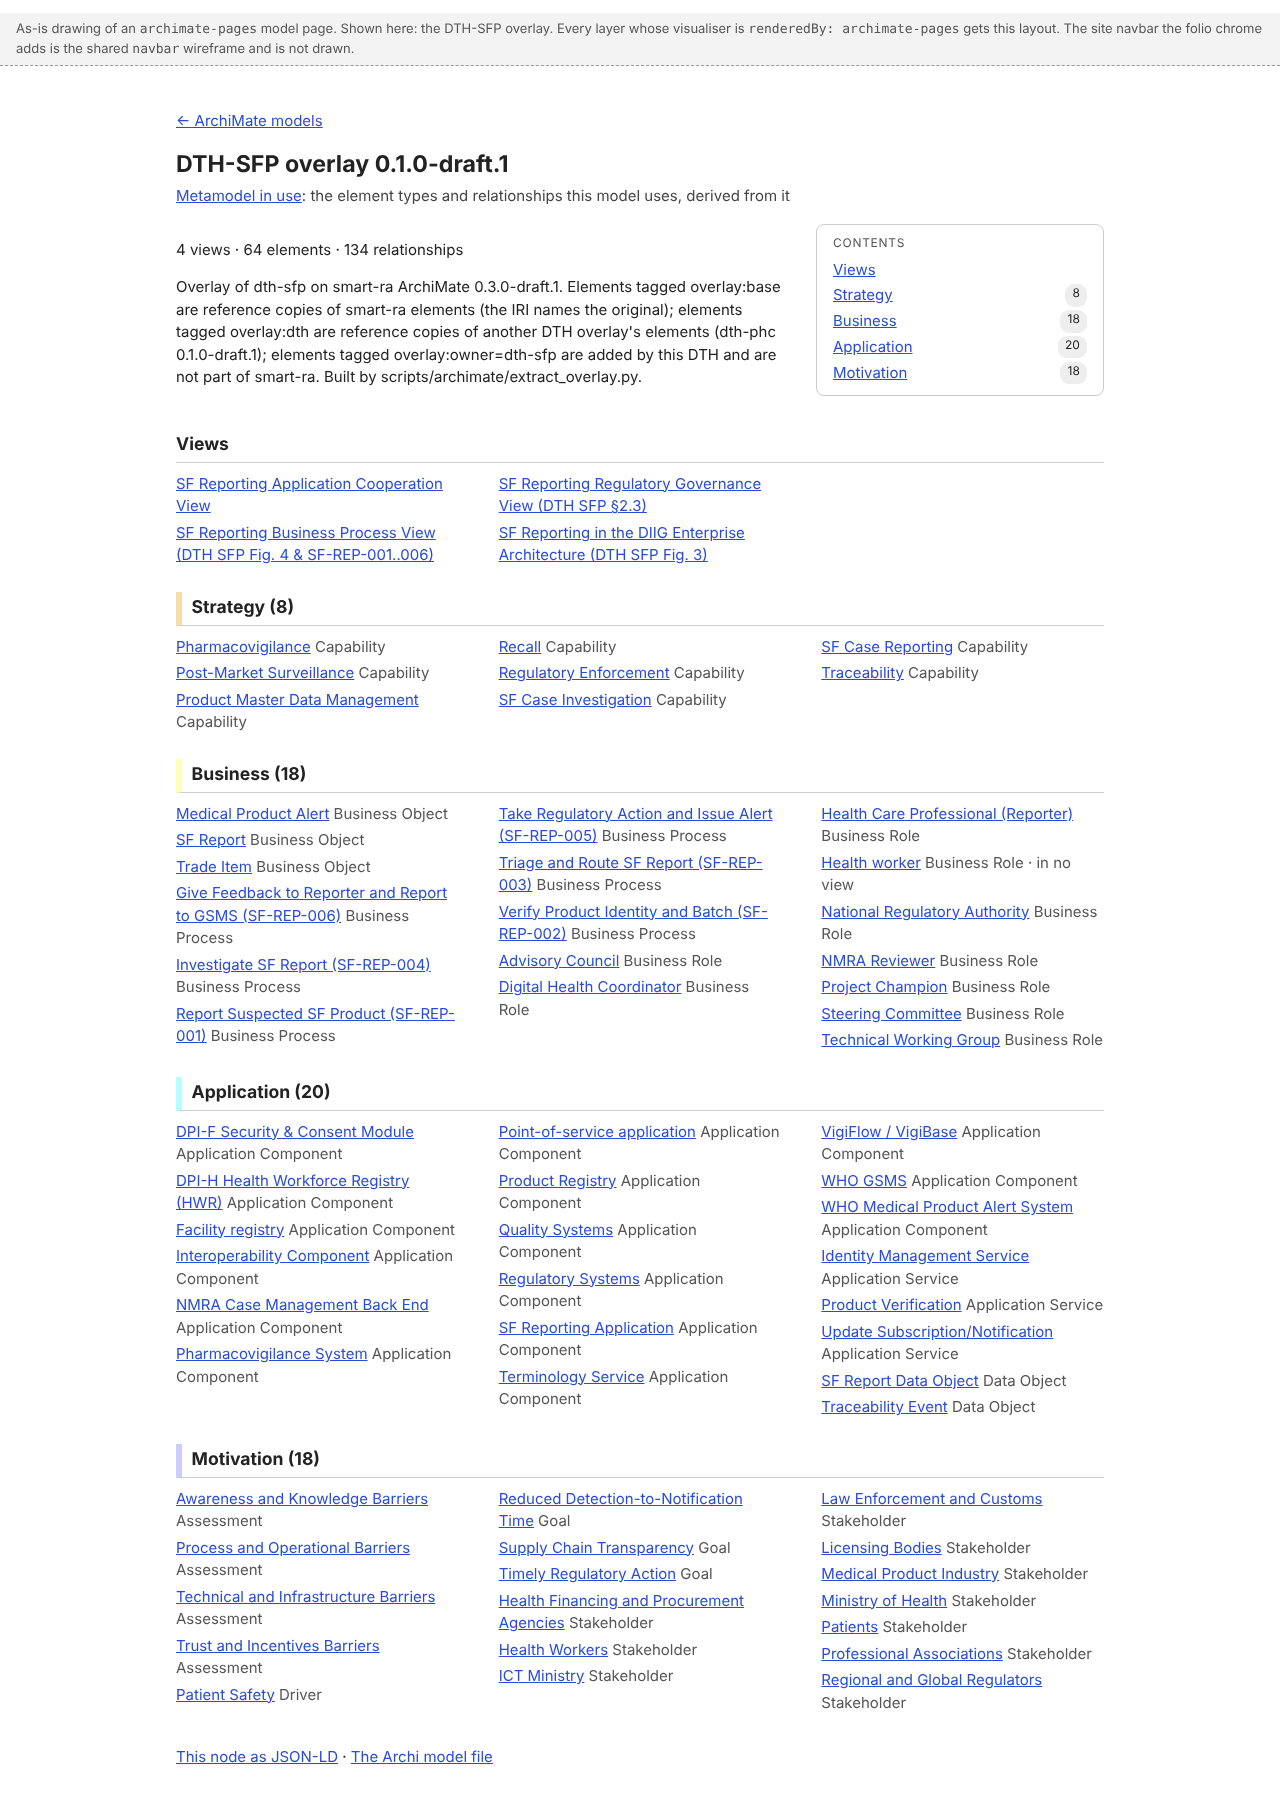 As-is drawing of an archimate-pages model page. Shown here: the DTH-SFP overlay. Every layer whose visualiser is renderedBy: archimate-pages gets this layout. The site navbar the folio chrome
adds is the shared navbar wireframe and is not drawn.
← ArchiMate models
DTH-SFP overlay 0.1.0-draft.1
Metamodel in use: the element types and relationships this model uses, derived from it
4 views · 64 elements · 134 relationships
Overlay of dth-sfp on smart-ra ArchiMate 0.3.0-draft.1. Elements tagged overlay:base
are reference copies of smart-ra elements (the IRI names the original); elements
tagged overlay:dth are reference copies of another DTH overlay's elements (dth-phc
0.1.0-draft.1); elements tagged overlay:owner=dth-sfp are added by this DTH and are
not part of smart-ra. Built by scripts/archimate/extract_overlay.py.
CONTENTS
Views
Strategy 8
Business 18
Application 20
Motivation 18
Views
SF Reporting Application Cooperation
View
SF Reporting Business Process View
(DTH SFP Fig. 4 & SF-REP-001..006)
SF Reporting Regulatory Governance
View (DTH SFP §2.3)
SF Reporting in the DIIG Enterprise
Architecture (DTH SFP Fig. 3)
Strategy (8)
Pharmacovigilance Capability
Post-Market Surveillance Capability
Product Master Data Management
Capability
Recall Capability
Regulatory Enforcement Capability
SF Case Investigation Capability
SF Case Reporting Capability
Traceability Capability
Business (18)
Medical Product Alert Business Object
SF Report Business Object
Trade Item Business Object
Give Feedback to Reporter and Report
to GSMS (SF-REP-006) Business
Process
Investigate SF Report (SF-REP-004)
Business Process
Report Suspected SF Product (SF-REP-
001) Business Process
Take Regulatory Action and Issue Alert
(SF-REP-005) Business Process
Triage and Route SF Report (SF-REP-
003) Business Process
Verify Product Identity and Batch (SF-
REP-002) Business Process
Advisory Council Business Role
Digital Health Coordinator Business
Role
Health Care Professional (Reporter)
Business Role
Health worker Business Role · in no
view
National Regulatory Authority Business
Role
NMRA Reviewer Business Role
Project Champion Business Role
Steering Committee Business Role
Technical Working Group Business Role
Application (20)
DPI-F Security & Consent Module
Application Component
DPI-H Health Workforce Registry
(HWR) Application Component
Facility registry Application Component
Interoperability Component Application
Component
NMRA Case Management Back End
Application Component
Pharmacovigilance System Application
Component
Point-of-service application Application
Component
Product Registry Application
Component
Quality Systems Application
Component
Regulatory Systems Application
Component
SF Reporting Application Application
Component
Terminology Service Application
Component
VigiFlow / VigiBase Application
Component
WHO GSMS Application Component
WHO Medical Product Alert System
Application Component
Identity Management Service
Application Service
Product Verification Application Service
Update Subscription/Notification
Application Service
SF Report Data Object Data Object
Traceability Event Data Object
Motivation (18)
Awareness and Knowledge Barriers
Assessment
Process and Operational Barriers
Assessment
Technical and Infrastructure Barriers
Assessment
Trust and Incentives Barriers
Assessment
Patient Safety Driver
Reduced Detection-to-Notification
Time Goal
Supply Chain Transparency Goal
Timely Regulatory Action Goal
Health Financing and Procurement
Agencies Stakeholder
Health Workers Stakeholder
ICT Ministry Stakeholder
Law Enforcement and Customs
Stakeholder
Licensing Bodies Stakeholder
Medical Product Industry Stakeholder
Ministry of Health Stakeholder
Patients Stakeholder
Professional Associations Stakeholder
Regional and Global Regulators
Stakeholder
This node as JSON-LD · The Archi model file